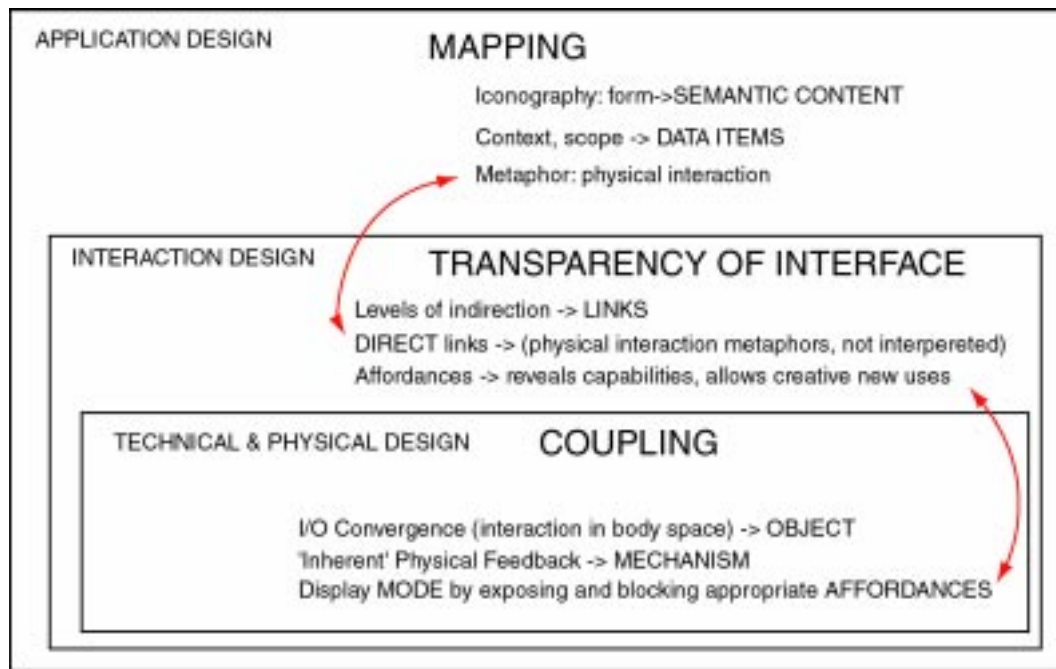 APPLICATION DESIGN
MAPPING
Iconography: form->SEMANTIC CONTENT
Context, scope -> DATA ITEMS
Metaphor: physical interaction
INTERACTION DESIGN
TRANSPARENCY OF INTERFACE
Levels of indirection -> LINKS
DIRECT links -> (physical interaction metaphors, not interpereted)
Affordances -> reveals capabilities, allows creative new uses
TECHNICAL & PHYSICAL DESIGN
COUPLING
I/O Convergence (interaction in body space) -> OBJECT
'Inherent' Physical Feedback -> MECHANISM
Display MODE by exposing and blocking appropriate AFFORDANCES